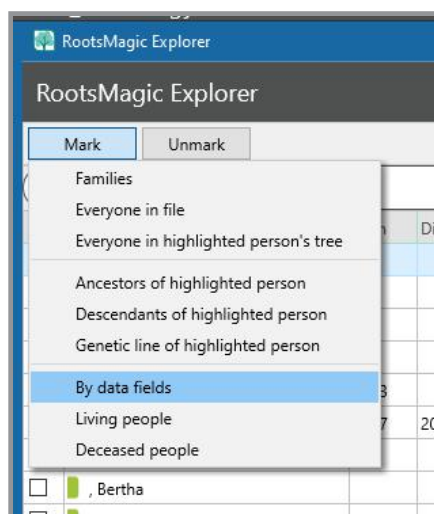 RootsMagic Explorer
RootsMagic Explorer
Mark Unmark
Families
Everyone in file
Everyone in highlighted person's tree
Ancestors of highlighted person
Descendants of highlighted person
Genetic line of highlighted person
By data fields
Living people
Deceased people
, Bertha